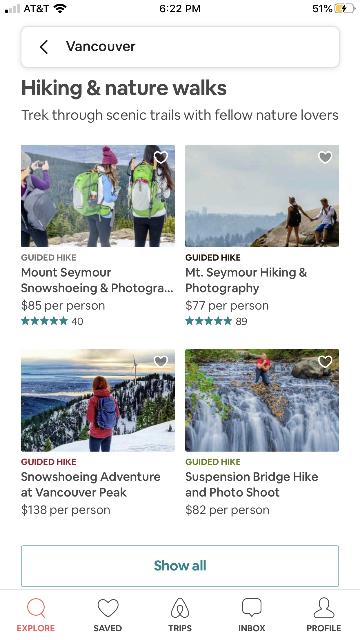 AT&T 6:22 PM 51%
Vancouver
Hiking & nature walks
Trek through scenic trails with fellow nature lovers
GUIDED HIKE
Mount Seymour
Snowshoeing & Photogra...
$85 per person
40
GUIDED HIKE
Mt. Seymour Hiking &
Photography
$77 per person
89
GUIDED HIKE
Snowshoeing Adventure
at Vancouver Peak
$138 per person
GUIDED HIKE
Suspension Bridge Hike
and Photo Shoot
$82 per person
Show all
EXPLORE SAVED TRIPS INBOX PROFILE